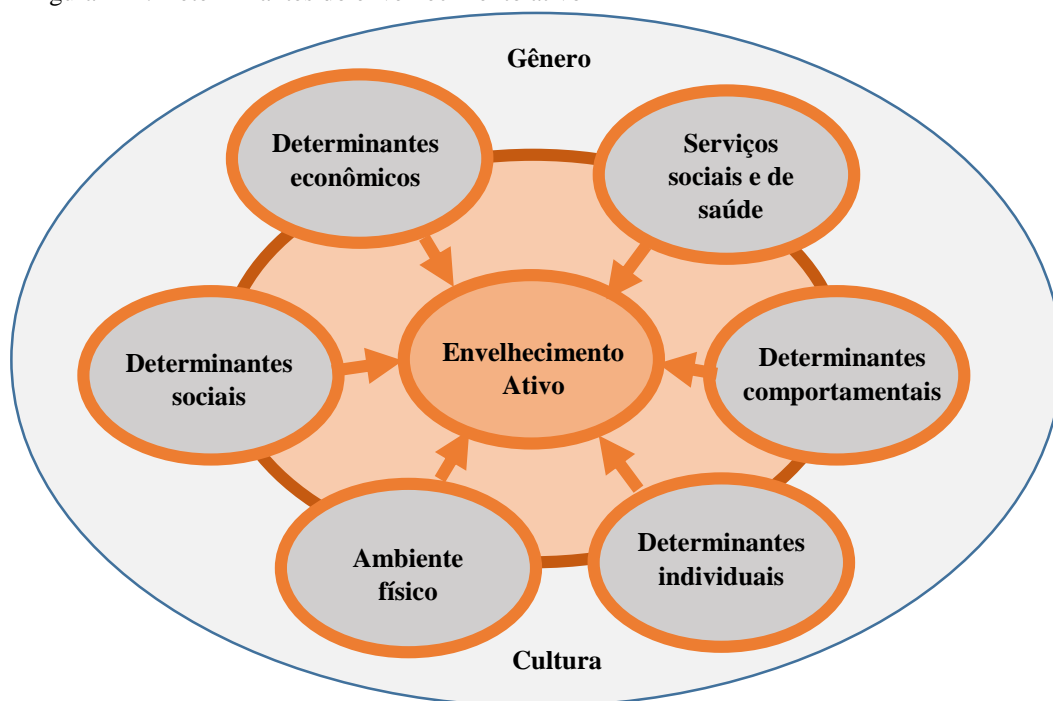 Gênero
Determinantes
econômicos
Serviços
sociais e de
saúde
Determinantes
sociais
Envelhecimento
Ativo
Determinantes
comportamentais
Ambiente
físico
Determinantes
individuais
Cultura